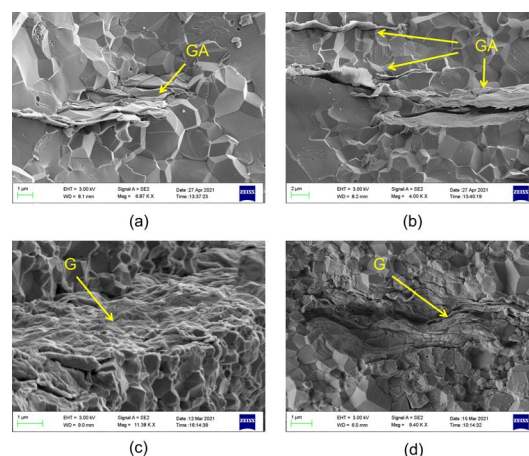 GA
1 µm
EHT = 3.00 kV
WD = 9.1 mm
Signal A = SE2
Mag = 6.87 K X
Date :27 Apr 2021
Time :13:37:23
ZEISS
(a)
GA
2 µm
EHT = 3.00 kV
WD = 8.2 mm
Signal A = SE2
Mag = 4.00 K X
Date :27 Apr 2021
Time :13:40:19
ZEISS
(b)
G
1 µm
EHT = 3.00 kV
WD = 9.0 mm
Signal A = SE2
Mag = 11.38 K X
Date :12 Mar 2021
Time :16:14:39
ZEISS
(c)
G
1 µm
EHT = 3.00 kV
WD = 6.5 mm
Signal A = SE2
Mag = 9.40 K X
Date :15 Mar 2021
Time :10:14:32
ZEISS
(d)